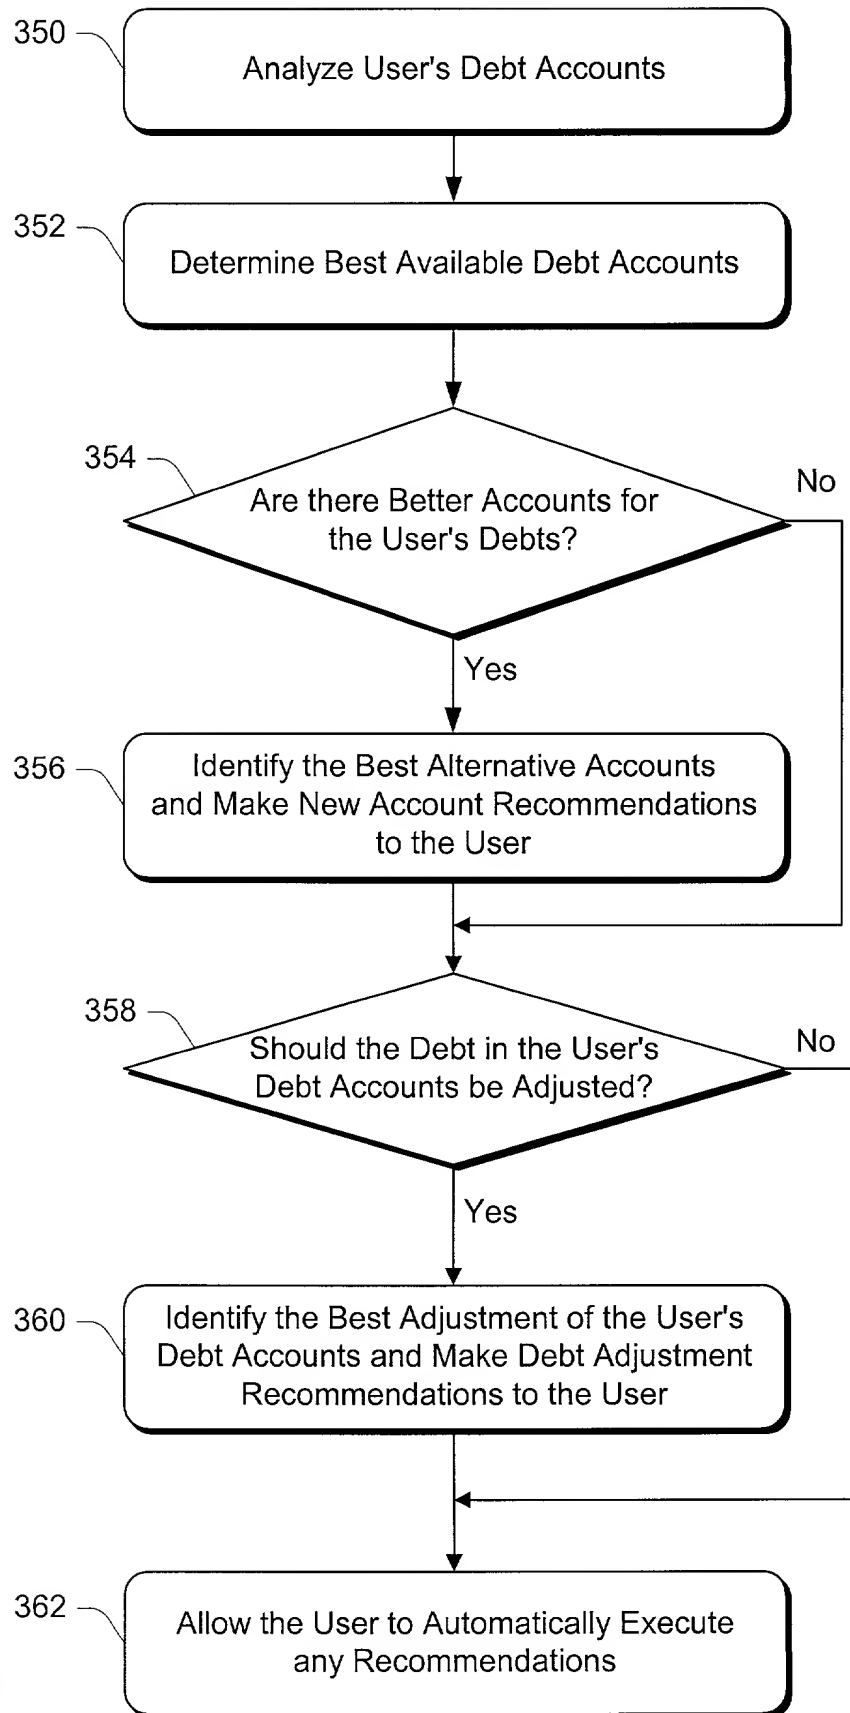 350
Analyze User's Debt Accounts
352
Determine Best Available Debt Accounts
354
Are there Better Accounts for
the User's Debts?
No
Yes
356
Identify the Best Alternative Accounts
and Make New Account Recommendations
to the User
358
Should the Debt in the User's
Debt Accounts be Adjusted?
No
Yes
360
Identify the Best Adjustment of the User's
Debt Accounts and Make Debt Adjustment
Recommendations to the User
362
Allow the User to Automatically Execute
any Recommendations